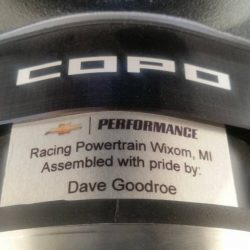 COPO
PERFORMANCE
Racing Powertrain Wixom, MI
Assembled with pride by:
Dave Goodroe